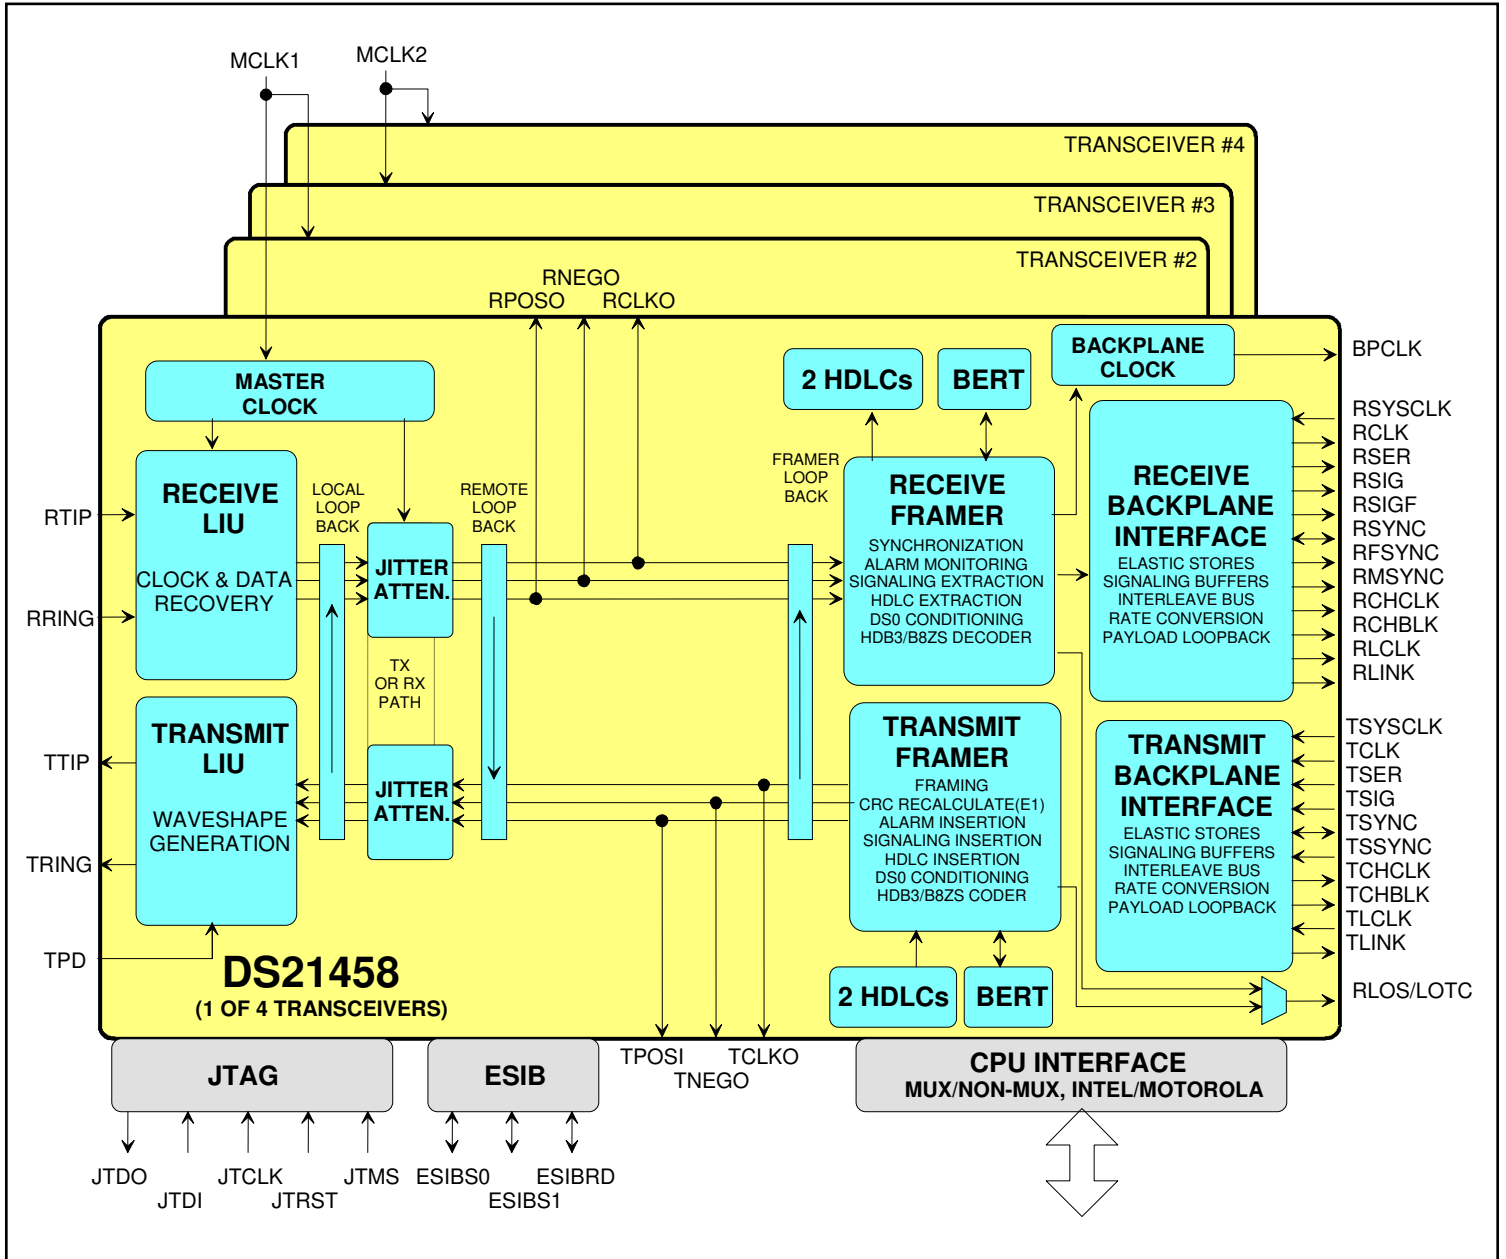 MCLK1
MCLK2
TRANSCEIVER #4
TRANSCEIVER #3
TRANSCEIVER #2
RNEGO
RPOSO
RCLKO
MASTER
CLOCK
2 HDLCs
BERT
BACKPLANE
CLOCK
BPCLK
RECEIVE
LIU
CLOCK & DATA
RECOVERY
RTIP
RRING
LOCAL
LOOP
BACK
JITTER
ATTEN.
REMOTE
LOOP
BACK
FRAMER
LOOP
BACK
RECEIVE
FRAMER
SYNCHRONIZATION
ALARM MONITORING
SIGNALING EXTRACTION
HDLC EXTRACTION
DS0 CONDITIONING
HDB3/B8ZS DECODER
RECEIVE
BACKPLANE
INTERFACE
ELASTIC STORES
SIGNALING BUFFERS
INTERLEAVE BUS
RATE CONVERSION
PAYLOAD LOOPBACK
RSYSCLK
RCLK
RSER
RSIG
RSIGF
RSYNC
RFSYNC
RMSYNC
RCHCLK
RCHBLK
RLCLK
RLINK
TX
OR RX
PATH
TRANSMIT
LIU
WAVESHAPE
GENERATION
TTIP
TRING
TPD
JITTER
ATTEN.
TRANSMIT
FRAMER
FRAMING
CRC RECALCULATE(E1)
ALARM INSERTION
SIGNALING INSERTION
HDLC INSERTION
DS0 CONDITIONING
HDB3/B8ZS CODER
TRANSMIT
BACKPLANE
INTERFACE
ELASTIC STORES
SIGNALING BUFFERS
INTERLEAVE BUS
RATE CONVERSION
PAYLOAD LOOPBACK
TSYSCLK
TCLK
TSER
TSIG
TSYNC
TSSYNC
TCHCLK
TCHBLK
TLCLK
TLINK
RLOS/LOTC
DS21458
(1 OF 4 TRANSCEIVERS)
2 HDLCs
BERT
TPOSI
TNEGO
TCLKO
JTAG
ESIB
CPU INTERFACE
MUX/NON-MUX, INTEL/MOTOROLA
JTDO
JTDI
JTCLK
JTRST
JTMS
ESIBS0
ESIBS1
ESIBRD